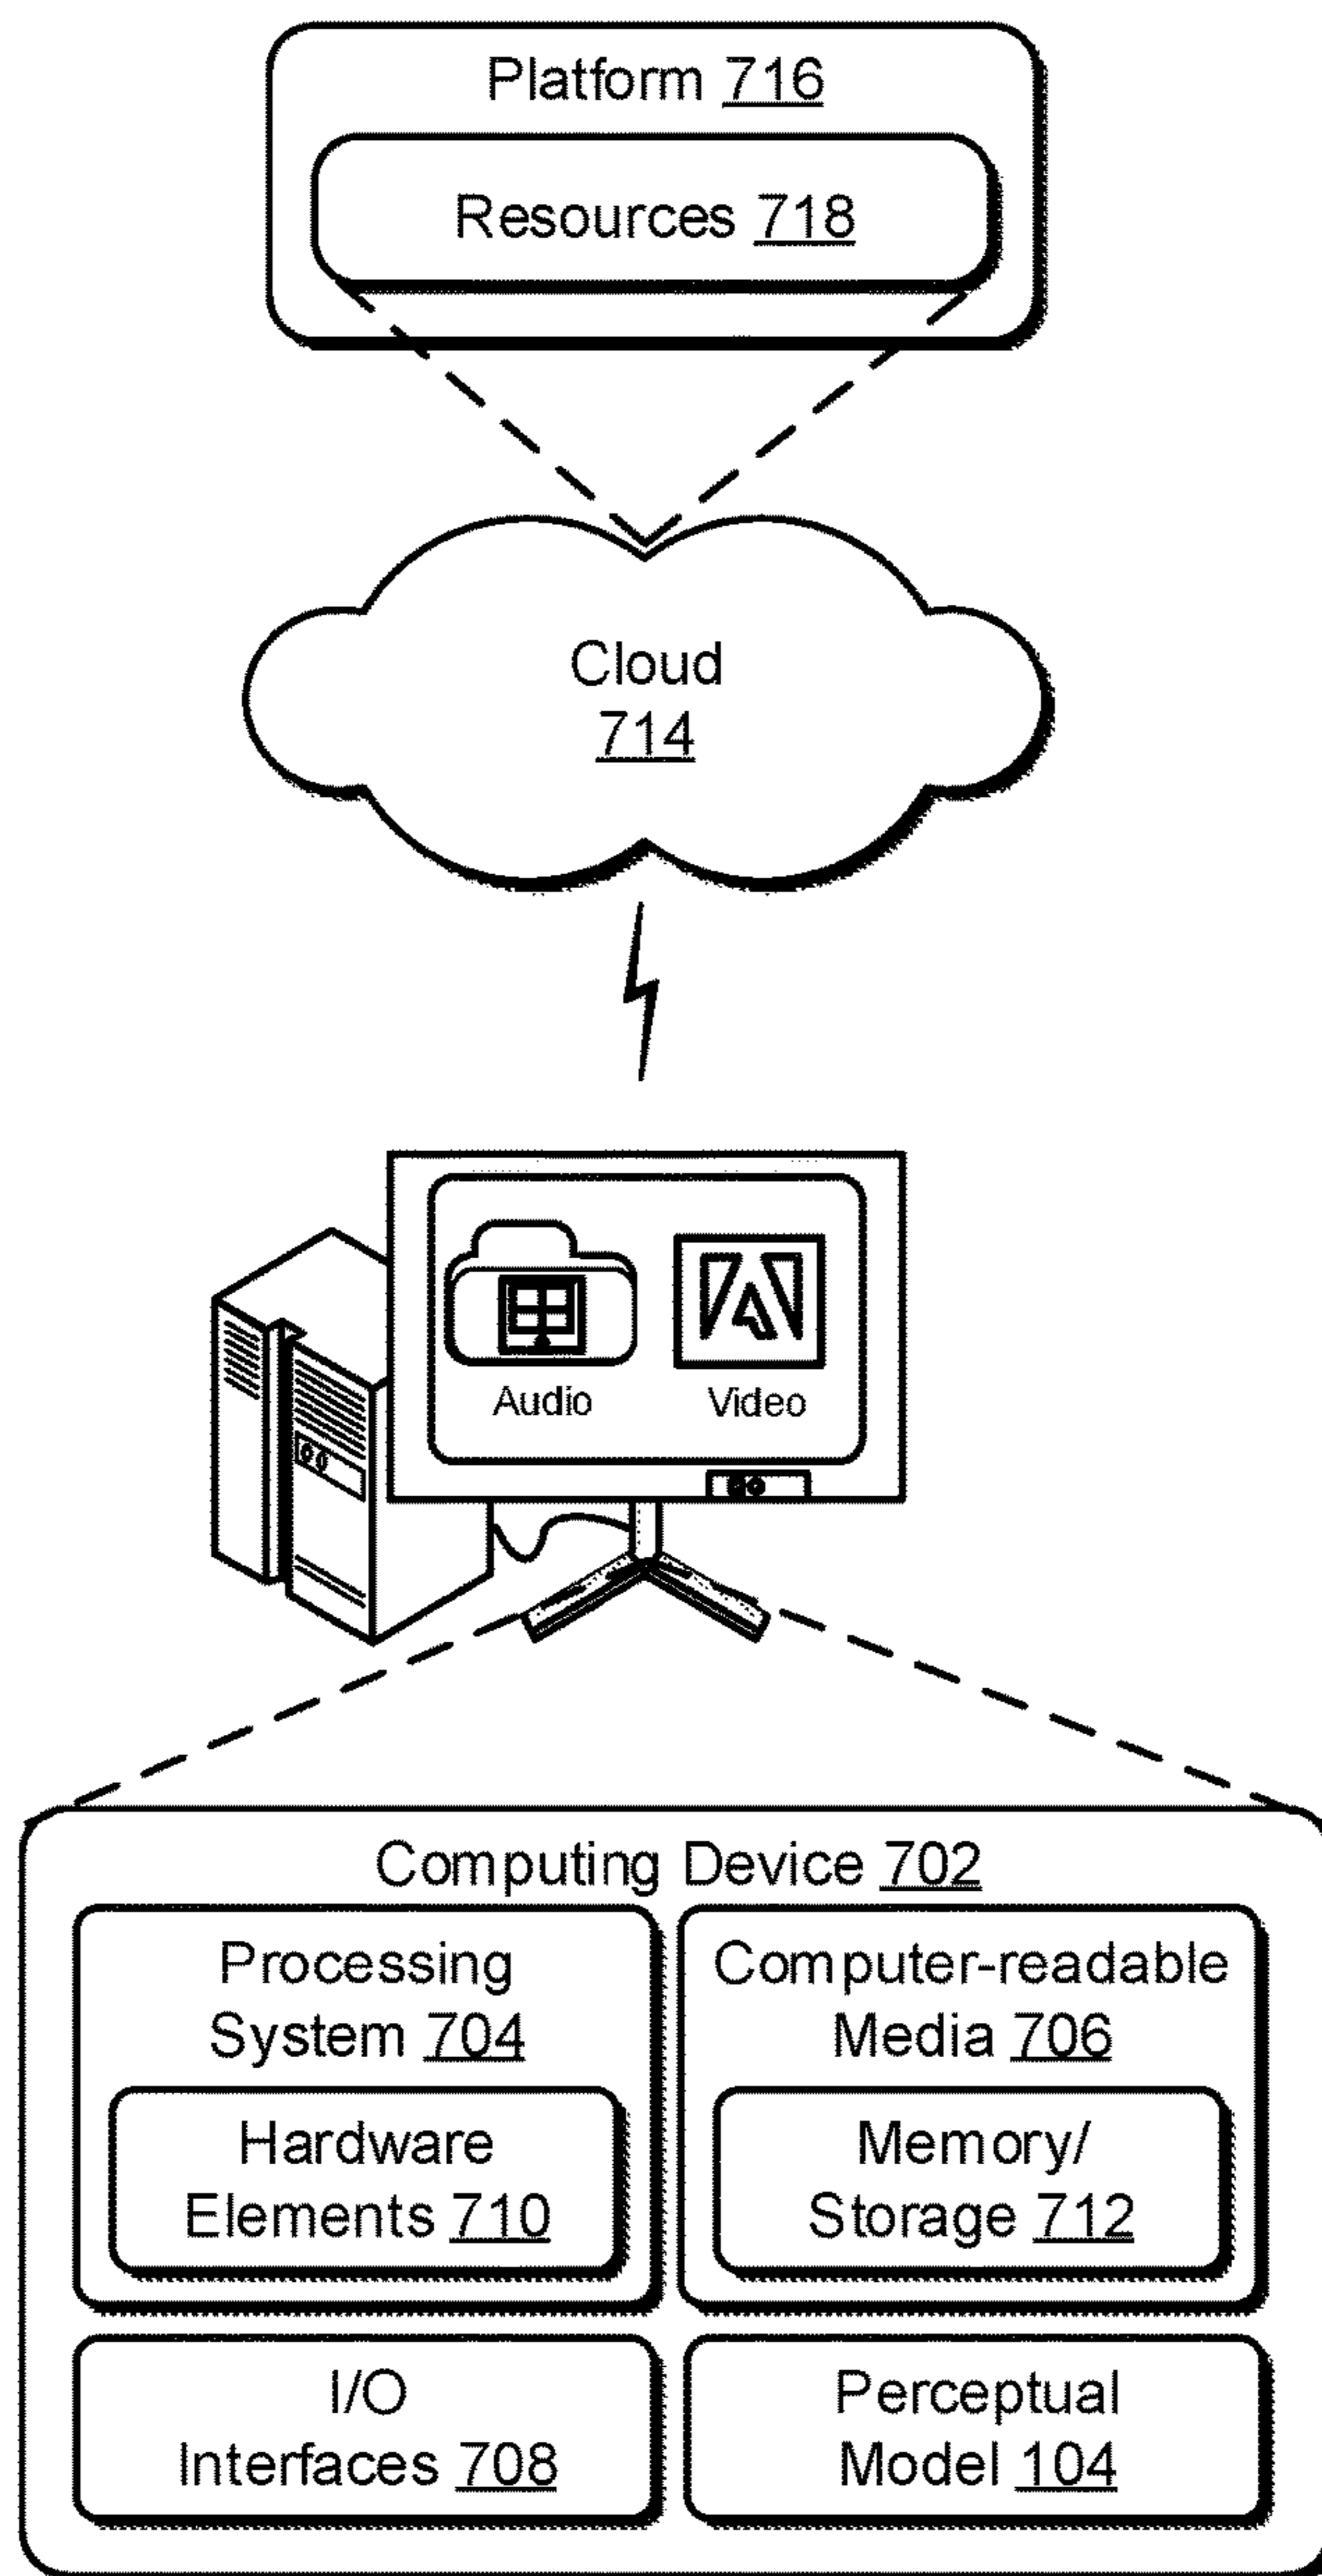 Platform 716
Resources 718
Cloud
714
Audio
Video
Computing Device 702
Processing
System 704
Hardware
Elements 710
Computer-readable
Media 706
Memory/
Storage 712
I/O
Interfaces 708
Perceptual
Model 104